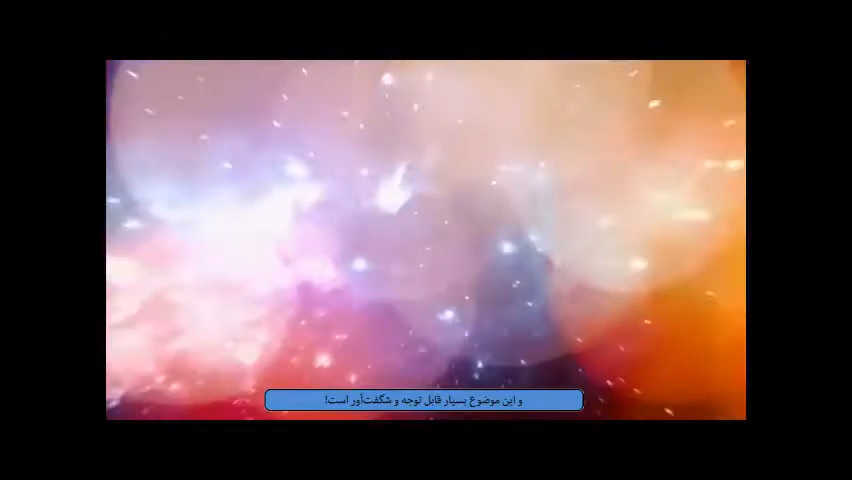 و این موضوع بسیار قابل توجه و شگفت‌آور است!